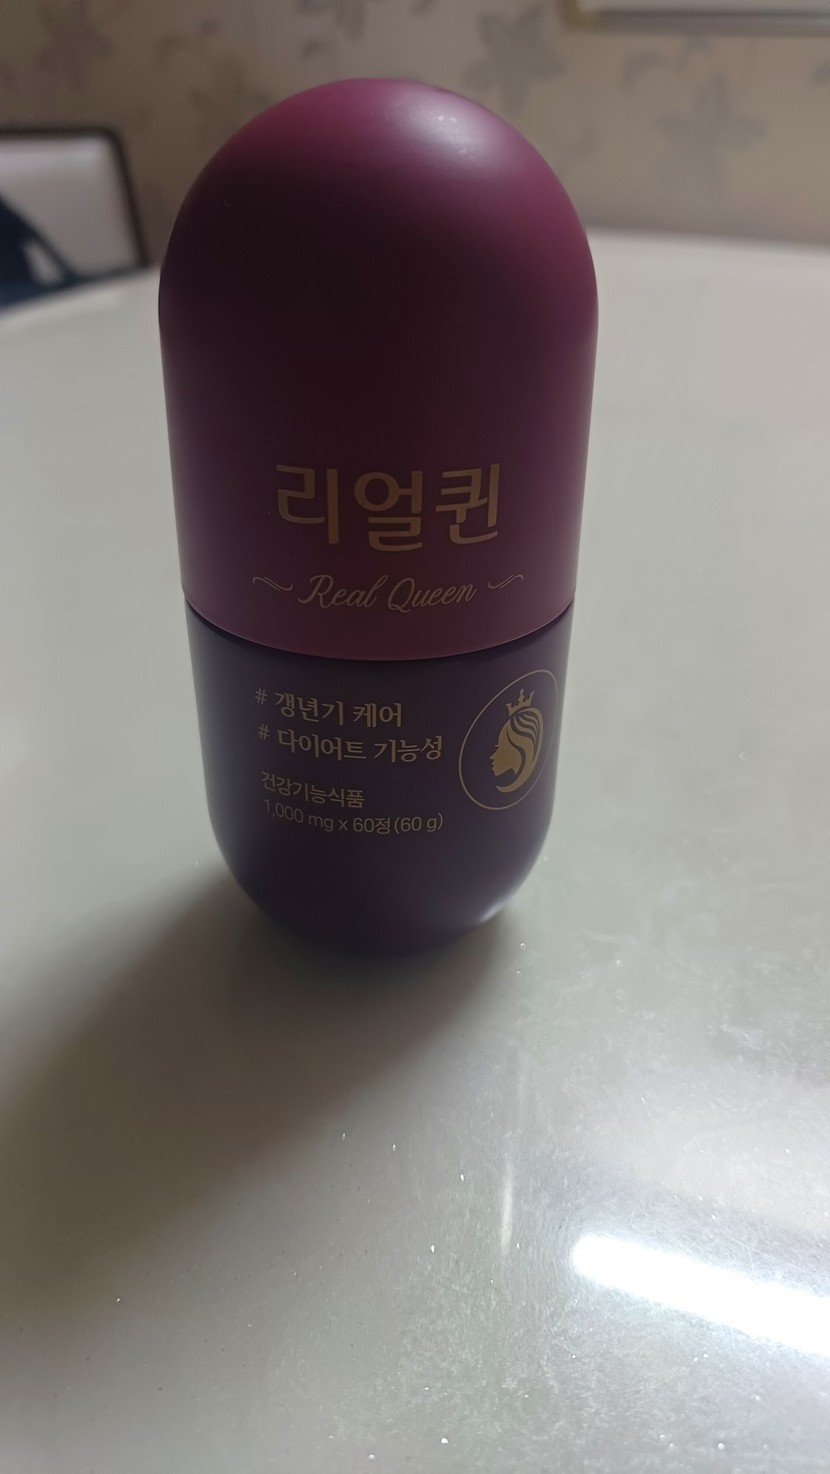 리얼퀸
Real Queen
# 갱년기 케어
# 다이어트 기능성
건강기능식품
1,000 mg x 60정(60 g)